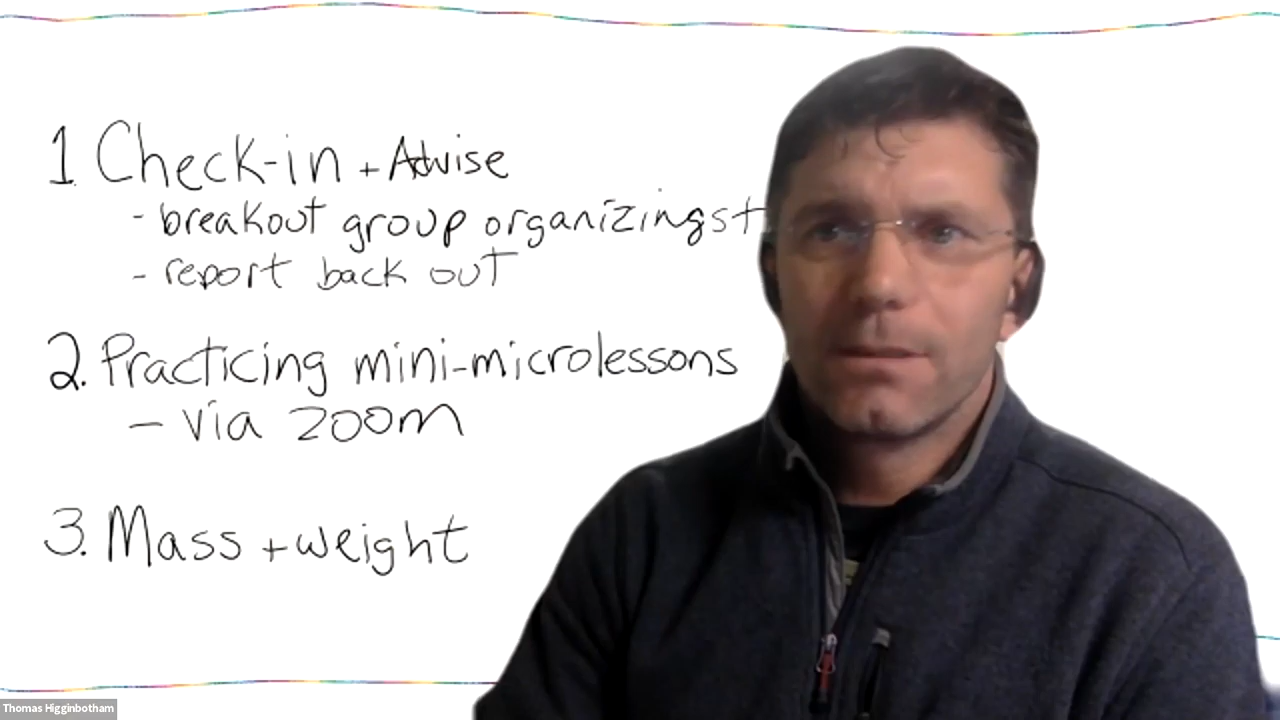 1 Check-in + Advise
- breakout group organizingst
- report back out
2. Practicing mini-microlessons
- via zoom
3. Mass + weight
Thomas Higginbotham